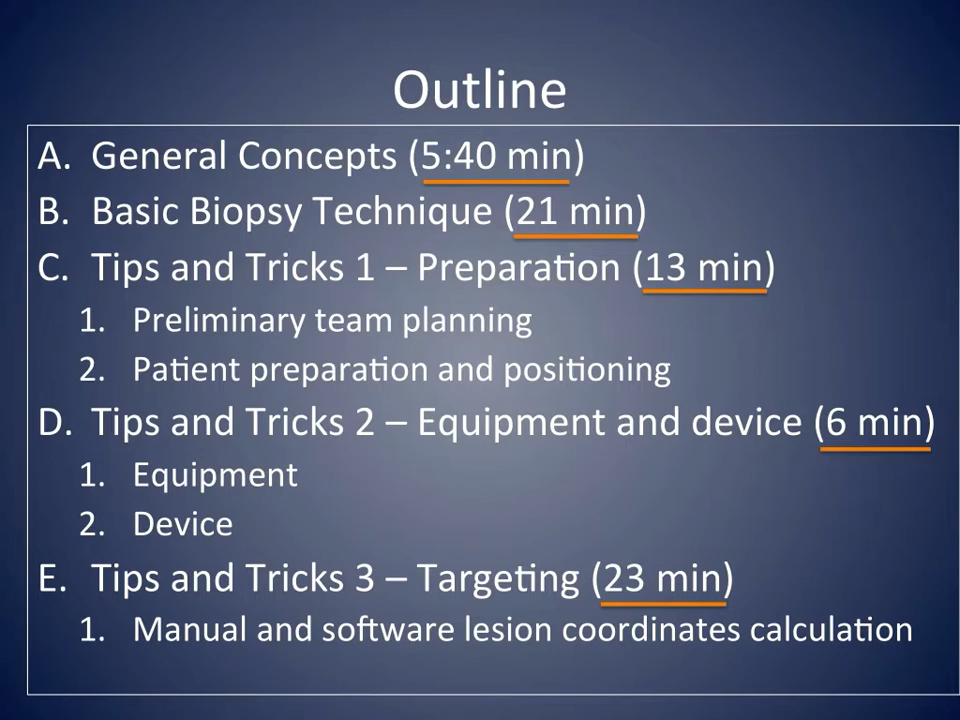 Outline
A. General Concepts (5:40 min)
B. Basic Biopsy Technique (21 min)
C. Tips and Tricks 1 – Preparation (13 min)
1. Preliminary team planning
2. Patient preparation and positioning
D. Tips and Tricks 2 – Equipment and device (6 min)
1. Equipment
2. Device
E. Tips and Tricks 3 – Targeting (23 min)
1. Manual and software lesion coordinates calculation